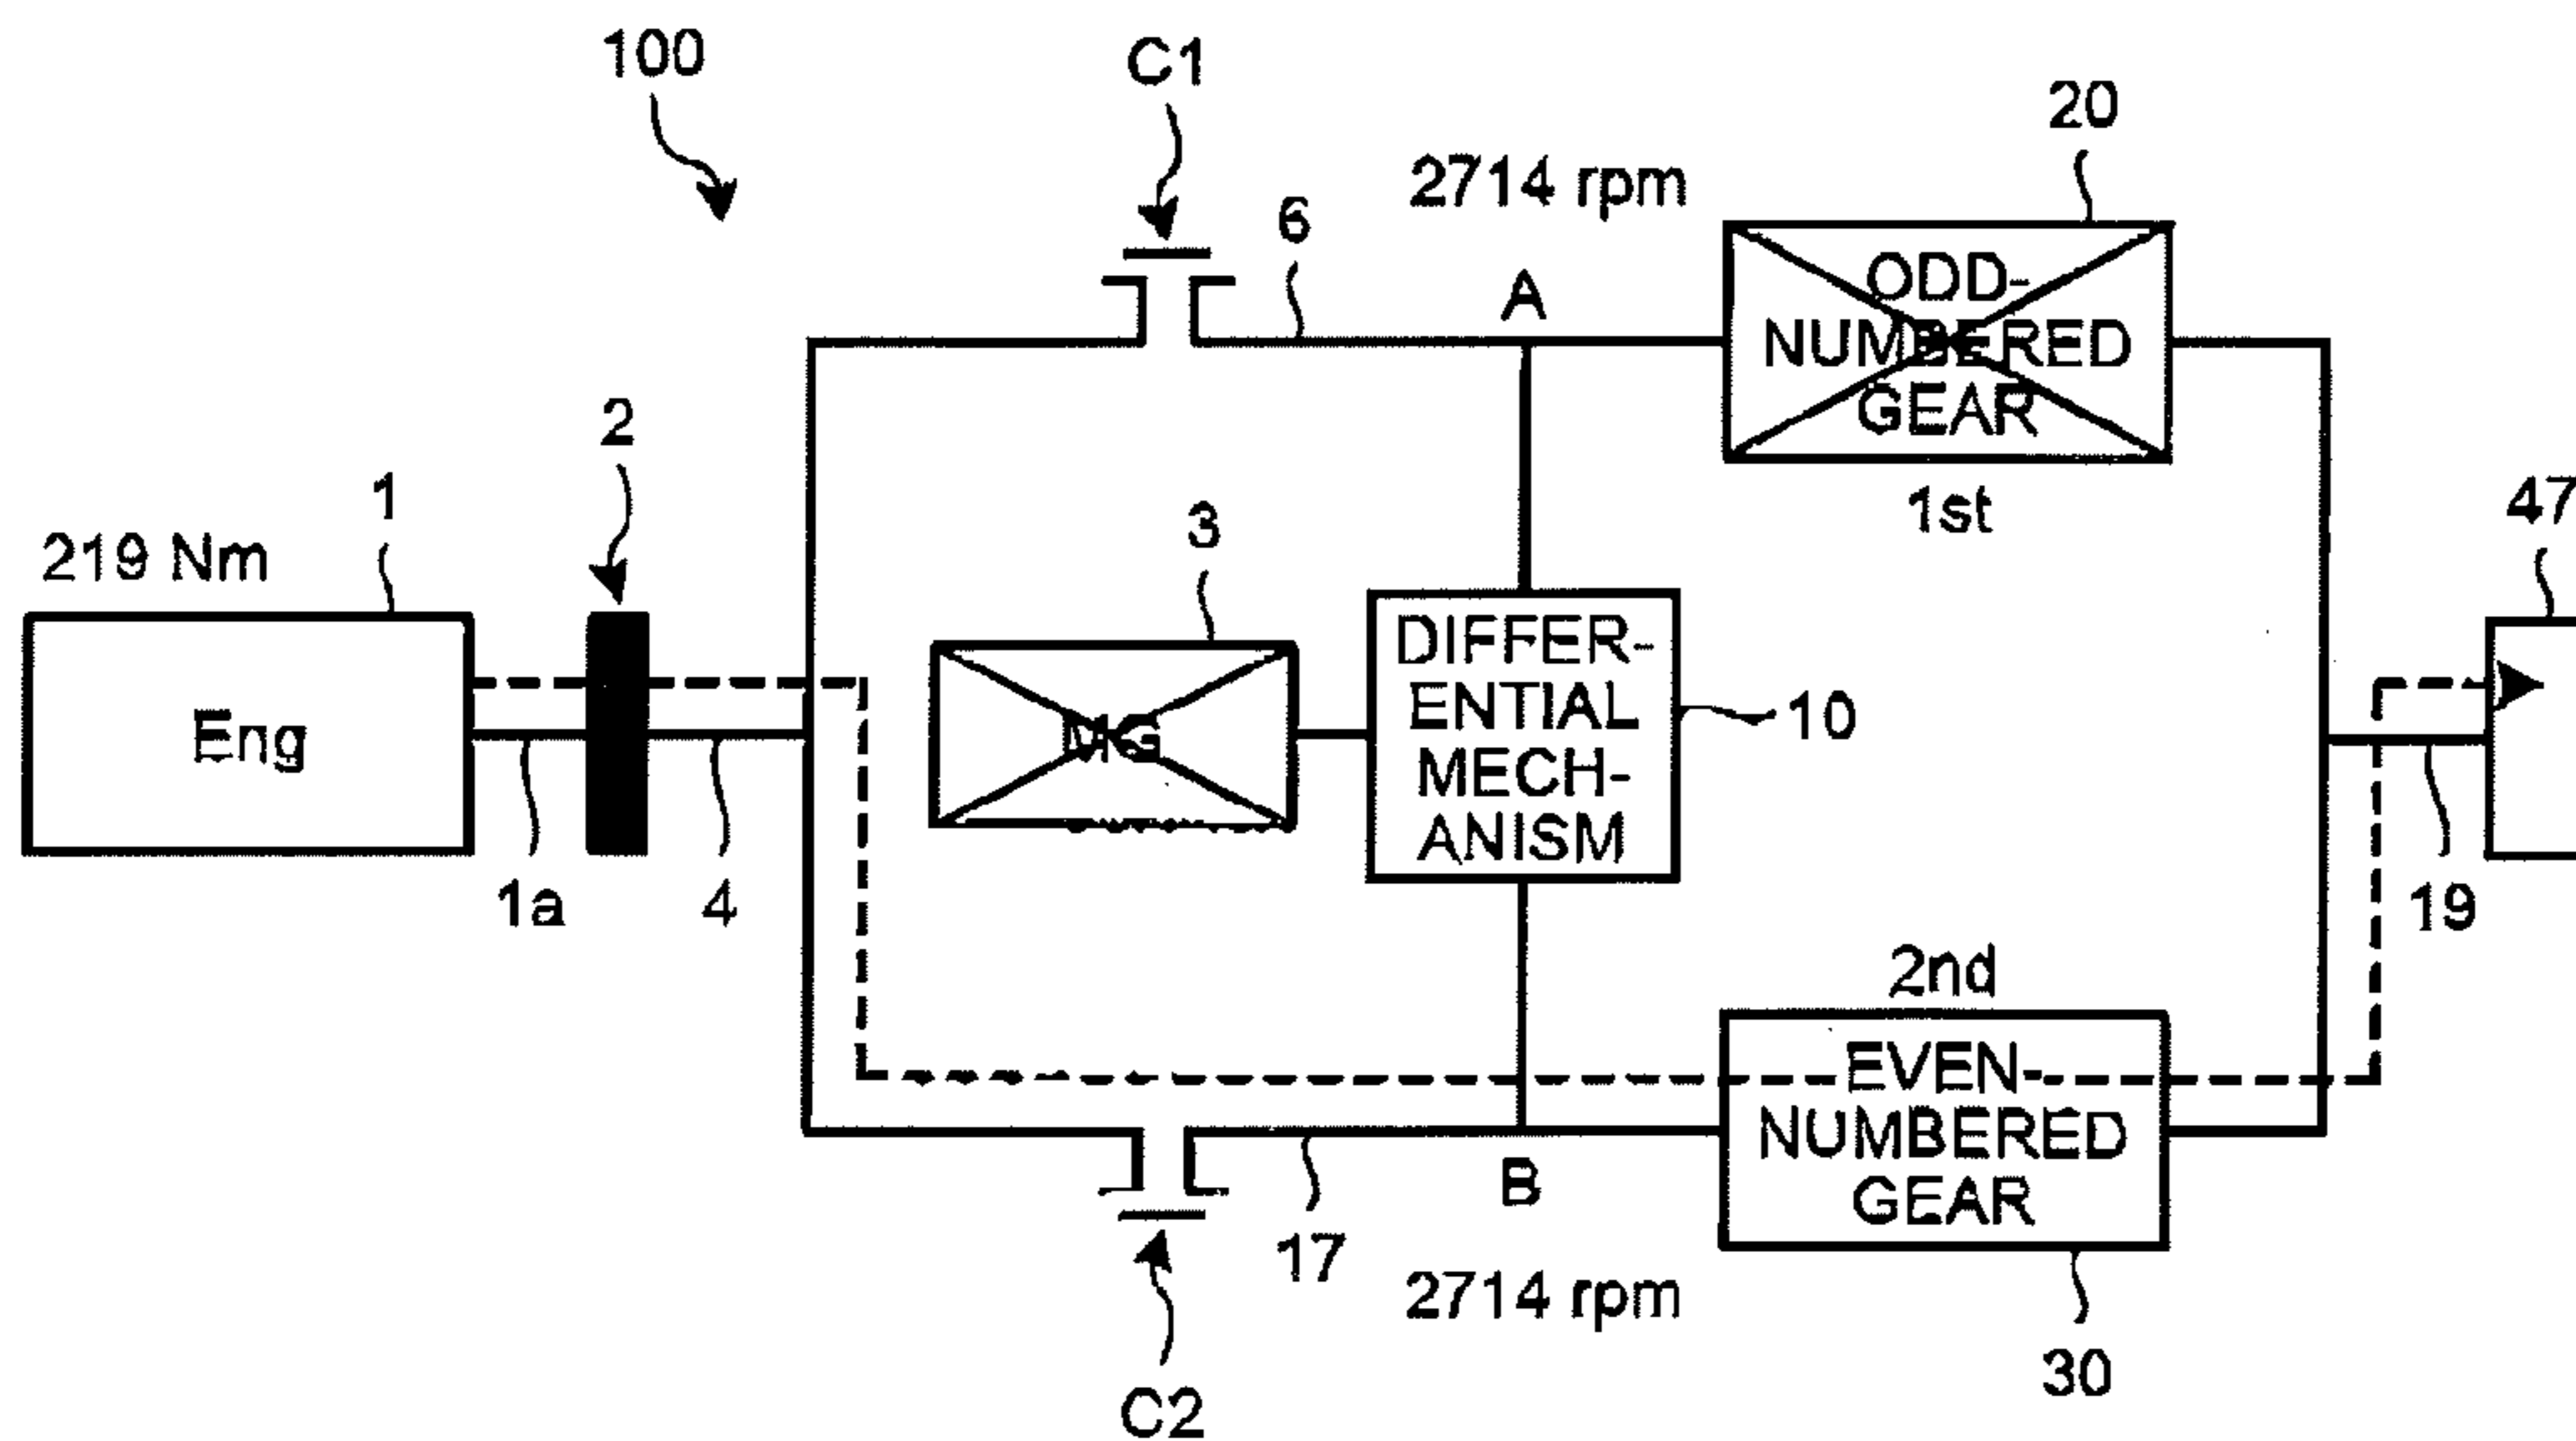 100
C1
20
2714 rpm
6
A
ODD-
NUMBERED
GEAR
1st
2
1
219 Nm
3
47
Eng
MG
DIFFER-
ENTIAL
MECH-
ANISM
10
1a
4
19
2nd
EVEN-
NUMBERED
GEAR
B
17
2714 rpm
30
C2